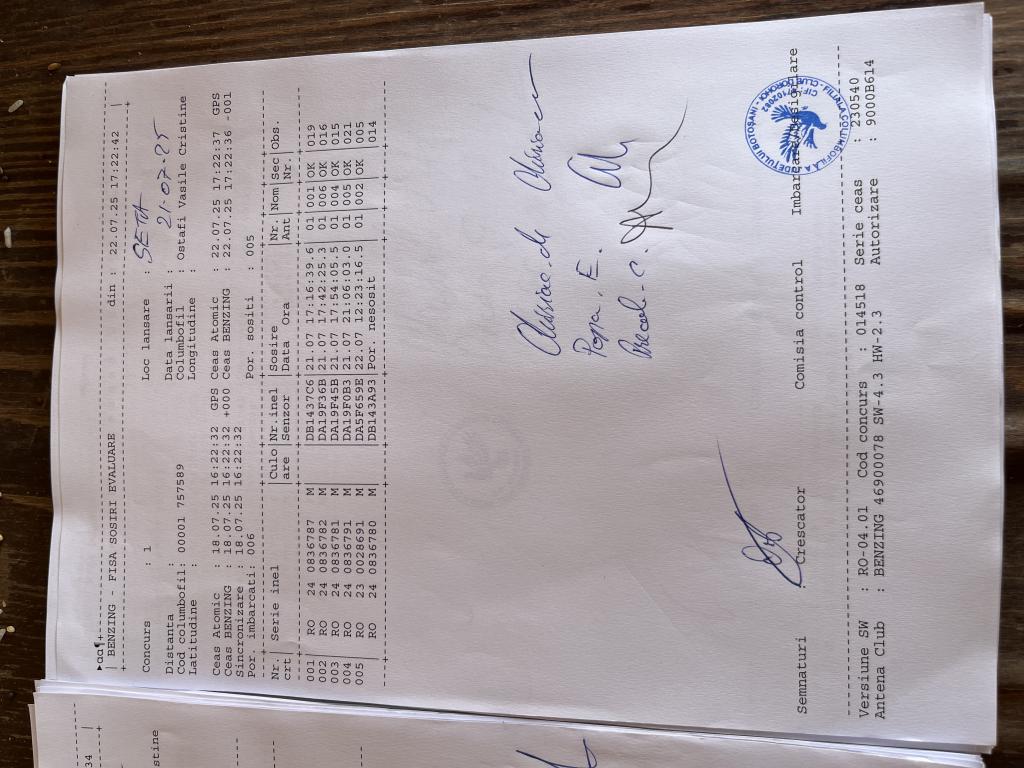 ►αα¶+
| BENZING - FISA SOSIRI EVALUARE din : 22.07.25 17:22:42 |
Concurs : 1 Loc lansare : SETA
Distanta : Data lansarii : 21-07-25
Cod columbofil: 00001 757589 Columbofil : Ostafi Vasile Cristine
Latitudine : Longitudine :
Ceas Atomic : 18.07.25 16:22:32 GPS Ceas Atomic : 22.07.25 17:22:37 GPS
Ceas BENZING : 18.07.25 16:22:32 +000 Ceas BENZING : 22.07.25 17:22:36 -001
Sincronizare : 18.07.25 16:22:32
Por. imbarcati: 006 Por. sositi : 005
Nr.| Serie inel |Culo|Nr.inel |Sosire |Nr. |Nom|Sec|Obs.
crt| |are |Senzor |Data Ora |Ant | |Nr.|
001| RO 24 0836787 M | |DB1437C6|21.07 17:16:39.6| 01|001|OK |019
002| RO 24 0836782 M | |DA19F36B|21.07 17:42:25.3| 01|006|OK |016
003| RO 24 0836781 M | |DA19F45B|21.07 17:54:05.5| 01|004|OK |015
004| RO 24 0836791 M | |DA19F0B3|21.07 21:06:03.0| 01|005|OK |021
005| RO 23 0028691 M | |DA5F659E|22.07 12:23:16.5| 01|002|OK |005
| RO 24 0836780 M | |DB143A93|Por. nesosit | | | |014
Popa. E.
Semnaturi : Crescator Comisia control Imbarcare/Desigilare
JUDEŢULUI BOTOŞANI - FILIALA COLUMBOFILĂ
Versiune SW : RO-04.01 Cod concurs : 014518 Serie ceas : 230540
Antena Club : BENZING 46900078 SW-4.3 HW-2.3 Autorizare : 9000B614
34 |
stine